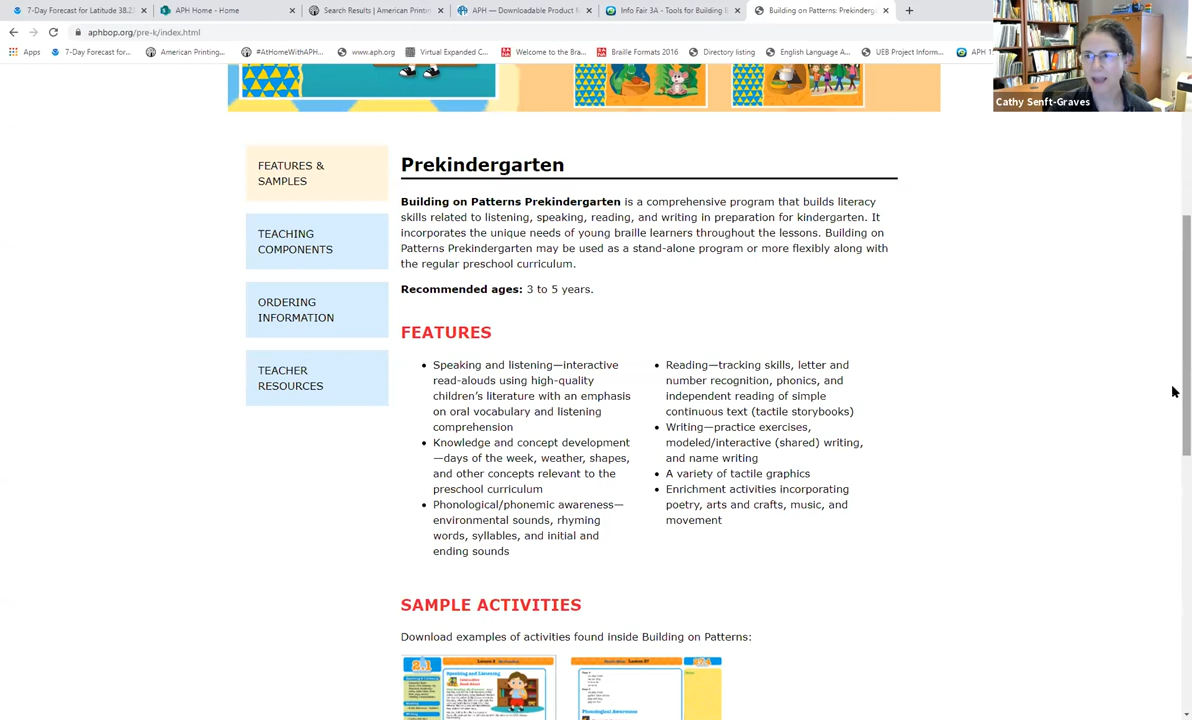 7-Day Forecast for Latitude 38.2
APH Home - Home
Search Results | American Printi
APH — Downloadable Product M
Info Fair 3A - Tools for Building B
Building on Patterns: Prekinderg
aphbop.org/pre-k/index.html
Apps
7-Day Forecast for...
American Printing...
#AtHomeWithAPH...
www.aph.org
Virtual Expanded C...
Welcome to the Bra...
Braille Formats 2016
Directory listing
English Language A...
UEB Project Inform...
Cathy Senft-Graves
FEATURES &
SAMPLES
TEACHING
COMPONENTS
ORDERING
INFORMATION
TEACHER
RESOURCES
Prekindergarten
Building on Patterns Prekindergarten is a comprehensive program that builds literacy
skills related to listening, speaking, reading, and writing in preparation for kindergarten. It
incorporates the unique needs of young braille learners throughout the lessons. Building on
Patterns Prekindergarten may be used as a stand-alone program or more flexibly along with
the regular preschool curriculum.
Recommended ages: 3 to 5 years.
FEATURES
Speaking and listening—interactive
read-alouds using high-quality
children's literature with an emphasis
on oral vocabulary and listening
comprehension
Knowledge and concept development
—days of the week, weather, shapes,
and other concepts relevant to the
preschool curriculum
Phonological/phonemic awareness—
environmental sounds, rhyming
words, syllables, and initial and
ending sounds
Reading—tracking skills, letter and
number recognition, phonics, and
independent reading of simple
continuous text (tactile storybooks)
Writing—practice exercises,
modeled/interactive (shared) writing,
and name writing
A variety of tactile graphics
Enrichment activities incorporating
poetry, arts and crafts, music, and
movement
SAMPLE ACTIVITIES
Download examples of activities found inside Building on Patterns:
Speaking and Listening
Phonological Awareness